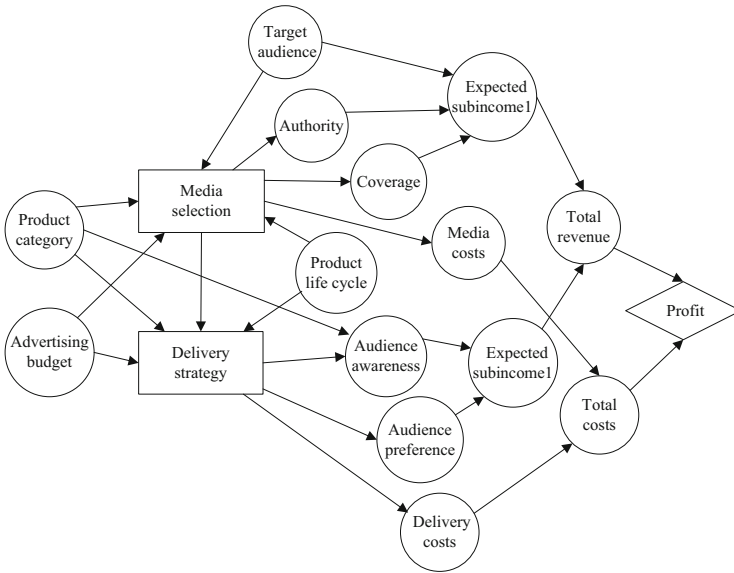 Target
audience
Expected
subincome1
Authority
Media
selection
Coverage
Product
category
Total
revenue
Media
costs
Product
life cycle
Profit
Advertising
budget
Delivery
strategy
Audience
awareness
Expected
subincome1
Total
costs
Audience
preference
Delivery
costs